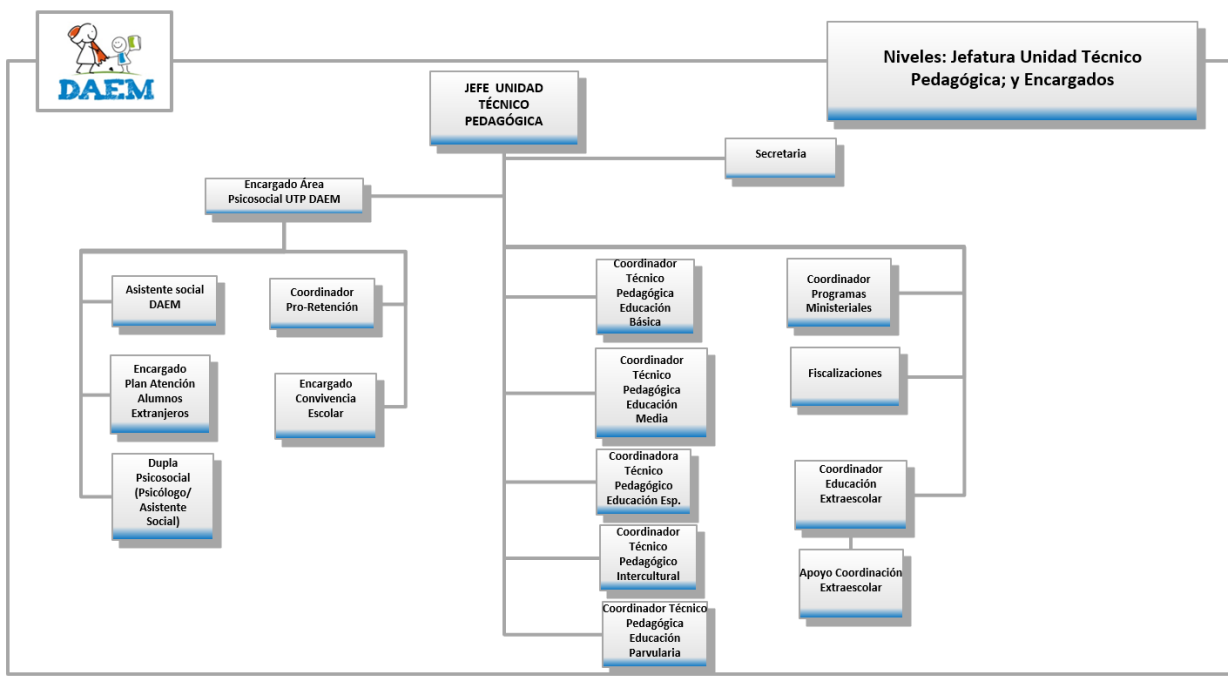 DAEM
Niveles: Jefatura Unidad Técnico
Pedagógica; y Encargados
JEFE UNIDAD
TÉCNICO
PEDAGÓGICA
Secretaria
Encargado Área
Psicosocial UTP DAEM
Asistente social
DAEM
Coordinador
Pro-Retención
Encargado
Plan Atención
Alumnos
Extranjeros
Encargado
Convivencia
Escolar
Dupla
Psicosocial
(Psicólogo/
Asistente
Social)
Coordinador
Técnico
Pedagógica
Educación
Básica
Coordinador
Técnico
Pedagógica
Educación
Media
Coordinadora
Técnico
Pedagógico
Educación Esp.
Coordinador
Técnico
Pedagógico
Intercultural
Coordinador Técnico
Pedagógica
Educación
Parvularia
Coordinador
Programas
Ministeriales
Fiscalizaciones
Coordinador
Educación
Extraescolar
Apoyo Coordinación
Extraescolar